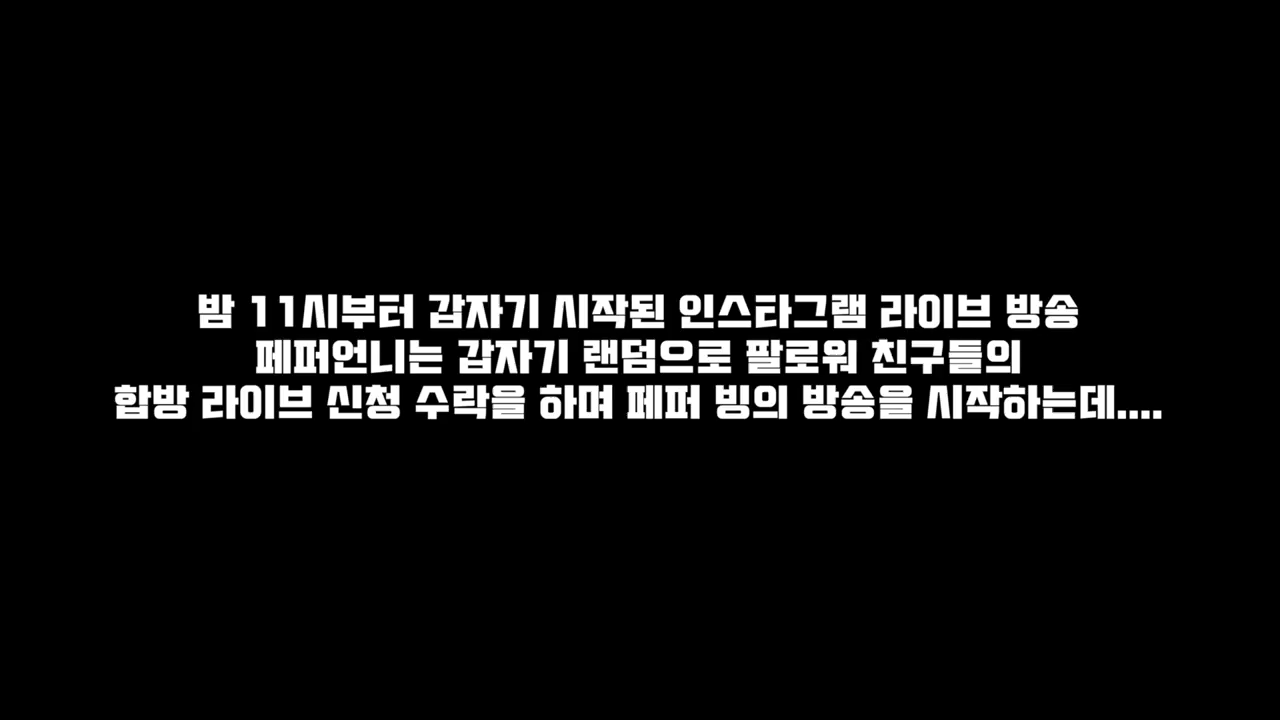 밤 11시부터 갑자기 시작된 인스타그램 라이브 방송
페퍼언니는 갑자기 랜덤으로 팔로워 친구들의
합방 라이브 신청 수락을 하며 페퍼 빙의 방송을 시작하는데....